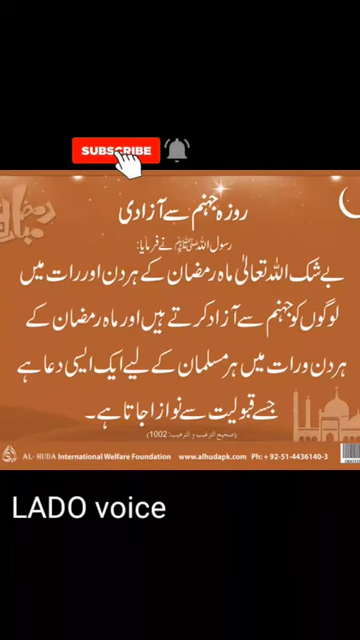 SUBSCRIBE
روزہ جہنم سے آزادی
رسول اللہ ﷺ نے فرمایا:
بے شک اللہ تعالیٰ ماہ رمضان کے ہر دن اور رات میں
لوگوں کو جہنم سے آزاد کرتے ہیں اور ماہ رمضان کے
ہر دن و رات میں ہر مسلمان کے لیے ایک ایسی دعا ہے
جسے قبولیت سے نوازا جاتا ہے۔
(صحیح الترغیب و الترھیب: 1002)
AL-HUDA International Welfare Foundation www.alhudapk.com Ph: + 92-51-4436140-3
LADO voice